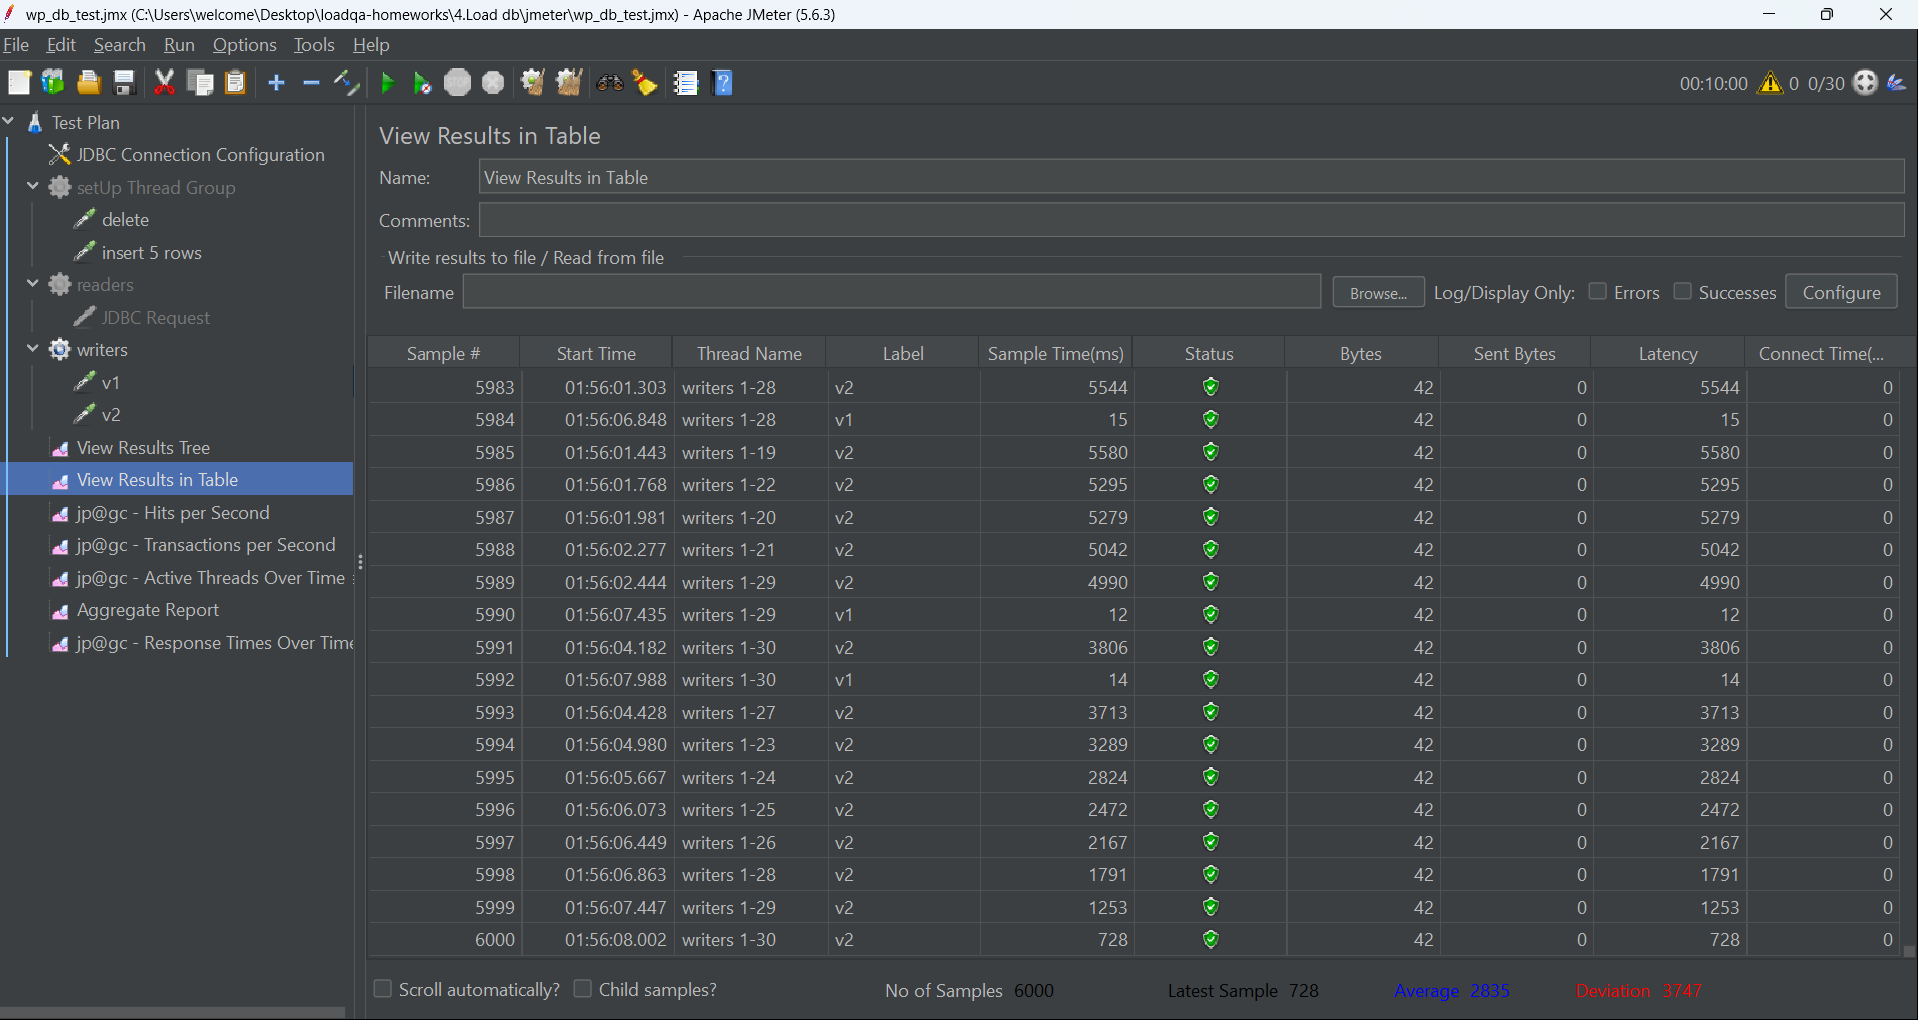 wp_db_test.jmx (C:\Users\welcome\Desktop\loadqa-homeworks\4.Load db\jmeter\wp_db_test.jmx) - Apache JMeter (5.6.3)
File Edit Search Run Options Tools Help
STOP
00:10:00 0 0/30
Test Plan
JDBC Connection Configuration
setUp Thread Group
delete
insert 5 rows
readers
JDBC Request
writers
v1
v2
View Results Tree
View Results in Table
jp@gc - Hits per Second
jp@gc - Transactions per Second
jp@gc - Active Threads Over Time
Aggregate Report
jp@gc - Response Times Over Time
View Results in Table
Name: View Results in Table
Comments:
Write results to file / Read from file
Filename Browse... Log/Display Only: Errors Successes Configure
Sample # Start Time Thread Name Label Sample Time(ms) Status Bytes Sent Bytes Latency Connect Time(...
5983 01:56:01.303 writers 1-28 v2 5544 42 0 5544 0
5984 01:56:06.848 writers 1-28 v1 15 42 0 15 0
5985 01:56:01.443 writers 1-19 v2 5580 42 0 5580 0
5986 01:56:01.768 writers 1-22 v2 5295 42 0 5295 0
5987 01:56:01.981 writers 1-20 v2 5279 42 0 5279 0
5988 01:56:02.277 writers 1-21 v2 5042 42 0 5042 0
5989 01:56:02.444 writers 1-29 v2 4990 42 0 4990 0
5990 01:56:07.435 writers 1-29 v1 12 42 0 12 0
5991 01:56:04.182 writers 1-30 v2 3806 42 0 3806 0
5992 01:56:07.988 writers 1-30 v1 14 42 0 14 0
5993 01:56:04.428 writers 1-27 v2 3713 42 0 3713 0
5994 01:56:04.980 writers 1-23 v2 3289 42 0 3289 0
5995 01:56:05.667 writers 1-24 v2 2824 42 0 2824 0
5996 01:56:06.073 writers 1-25 v2 2472 42 0 2472 0
5997 01:56:06.449 writers 1-26 v2 2167 42 0 2167 0
5998 01:56:06.863 writers 1-28 v2 1791 42 0 1791 0
5999 01:56:07.447 writers 1-29 v2 1253 42 0 1253 0
6000 01:56:08.002 writers 1-30 v2 728 42 0 728 0
Scroll automatically? Child samples? No of Samples 6000 Latest Sample 728 Average 2835 Deviation 3747